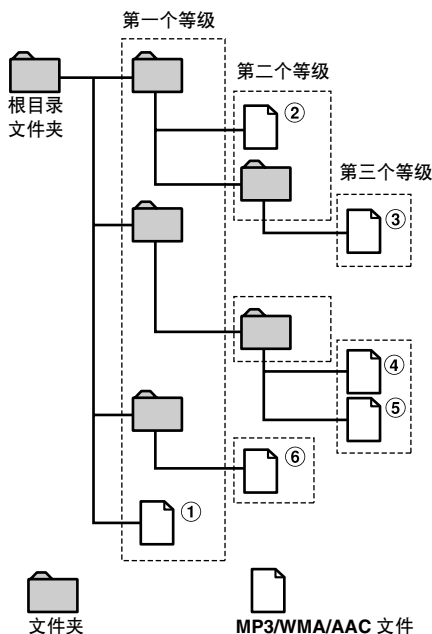 第一个等级
根目录
文件夹
第二个等级
②
第三个等级
③
④
⑤
⑥
①
文件夹
MP3/WMA/AAC 文件